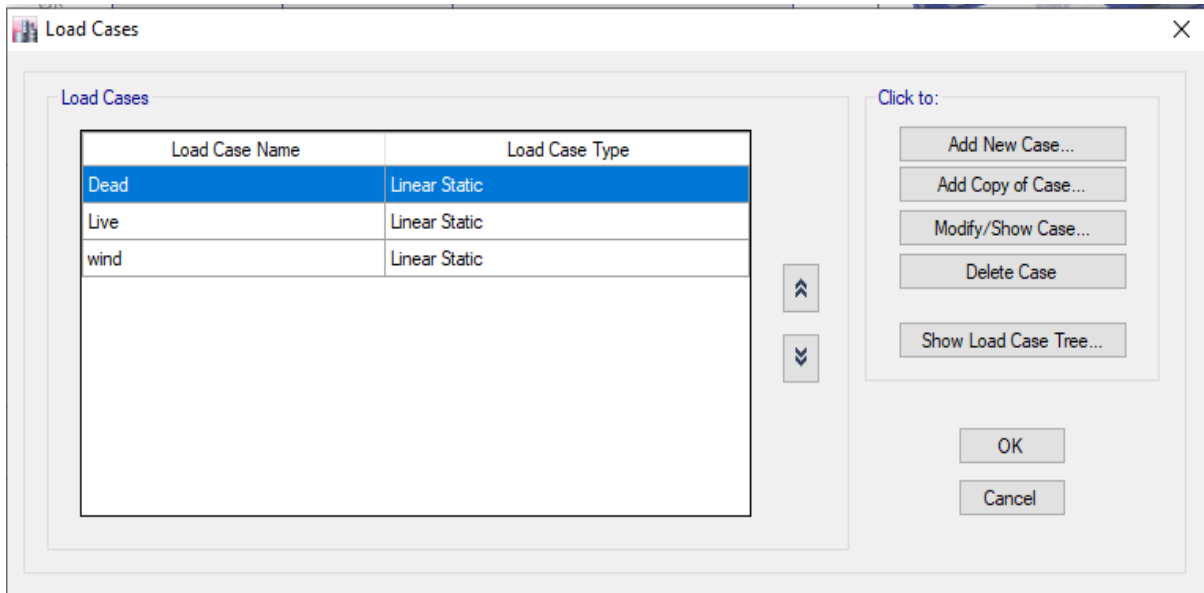 Load Cases
Load Cases
Click to:
Load Case Name Load Case Type
Dead Linear Static
Live Linear Static
wind Linear Static
Add New Case...
Add Copy of Case...
Modify/Show Case...
Delete Case
Show Load Case Tree...
OK
Cancel